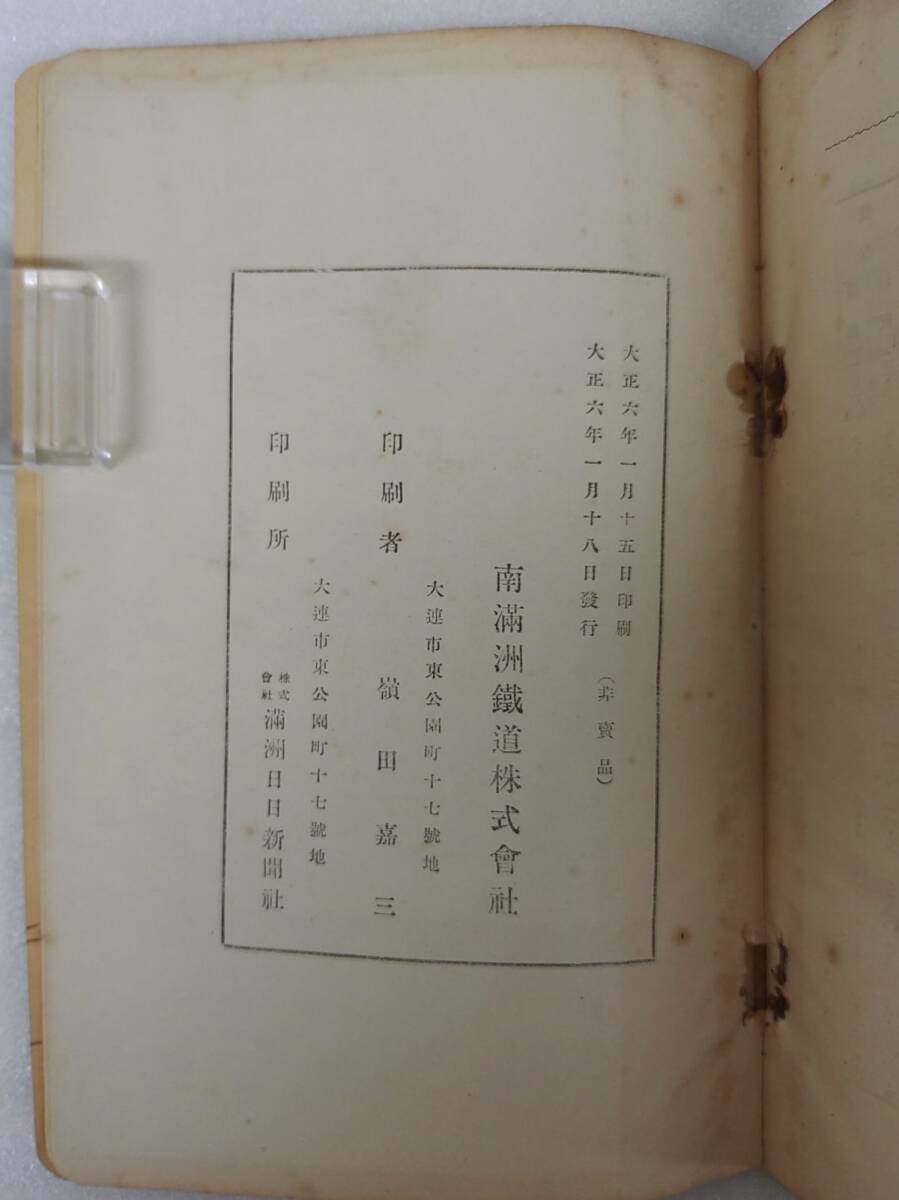 大正六年一月十五日印刷
大正六年一月十八日發行
(非賣品)
南滿洲鐵道株式會社
大連市東公園町十七號地
印刷者 嶺田嘉三
大連市東公園町十七號地
印刷所 株式會社 滿洲日日新聞社